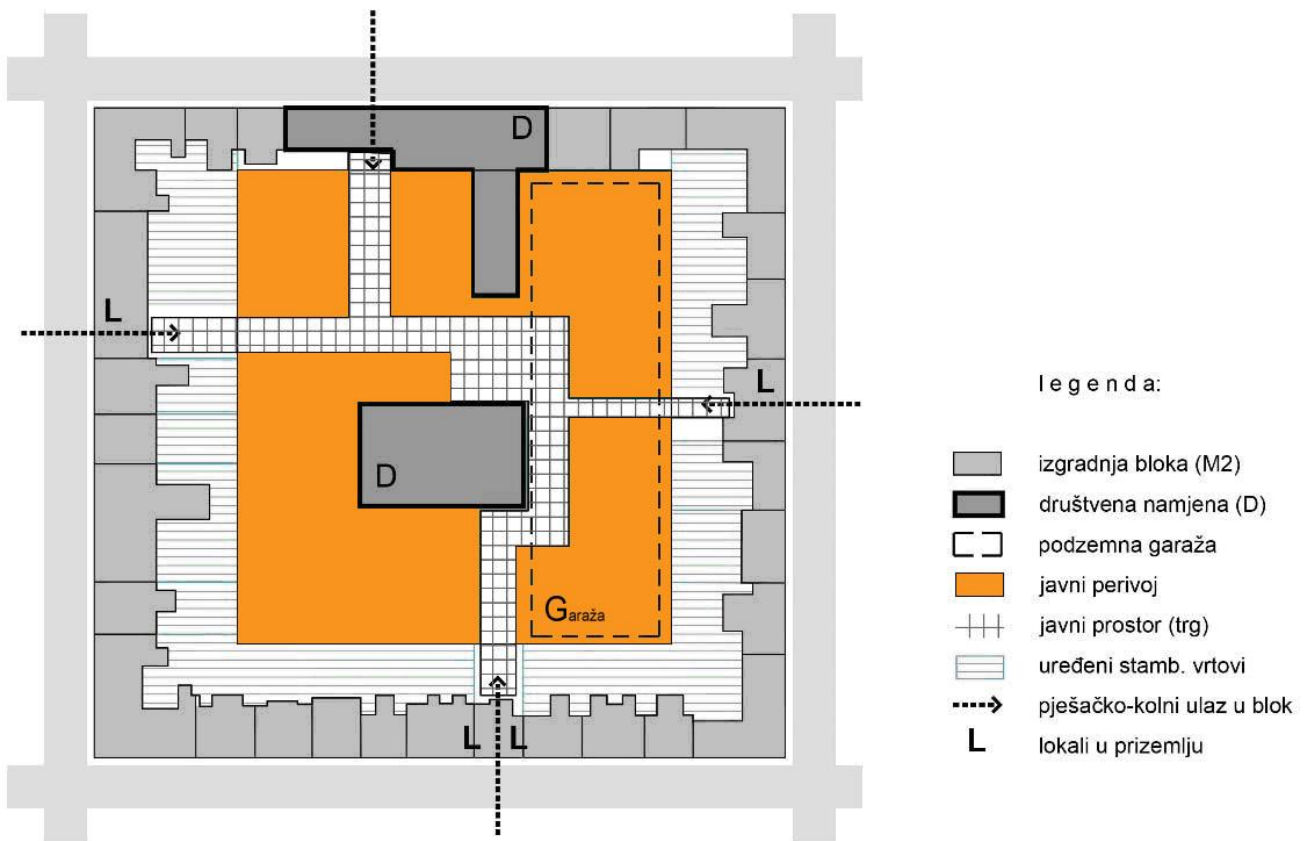 D
L
L
D
Garaža
L L
legenda:
izgradnja bloka (M2)
društvena namjena (D)
podzemna garaža
javni perivoj
javni prostor (trg)
uređeni stamb. vrtovi
pješačko-kolni ulaz u blok
L lokali u prizemlju